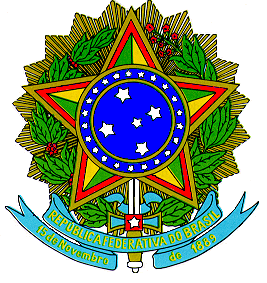 REPUBLICA FEDERATIVA DO BRASIL
15 de Novembro de 1889